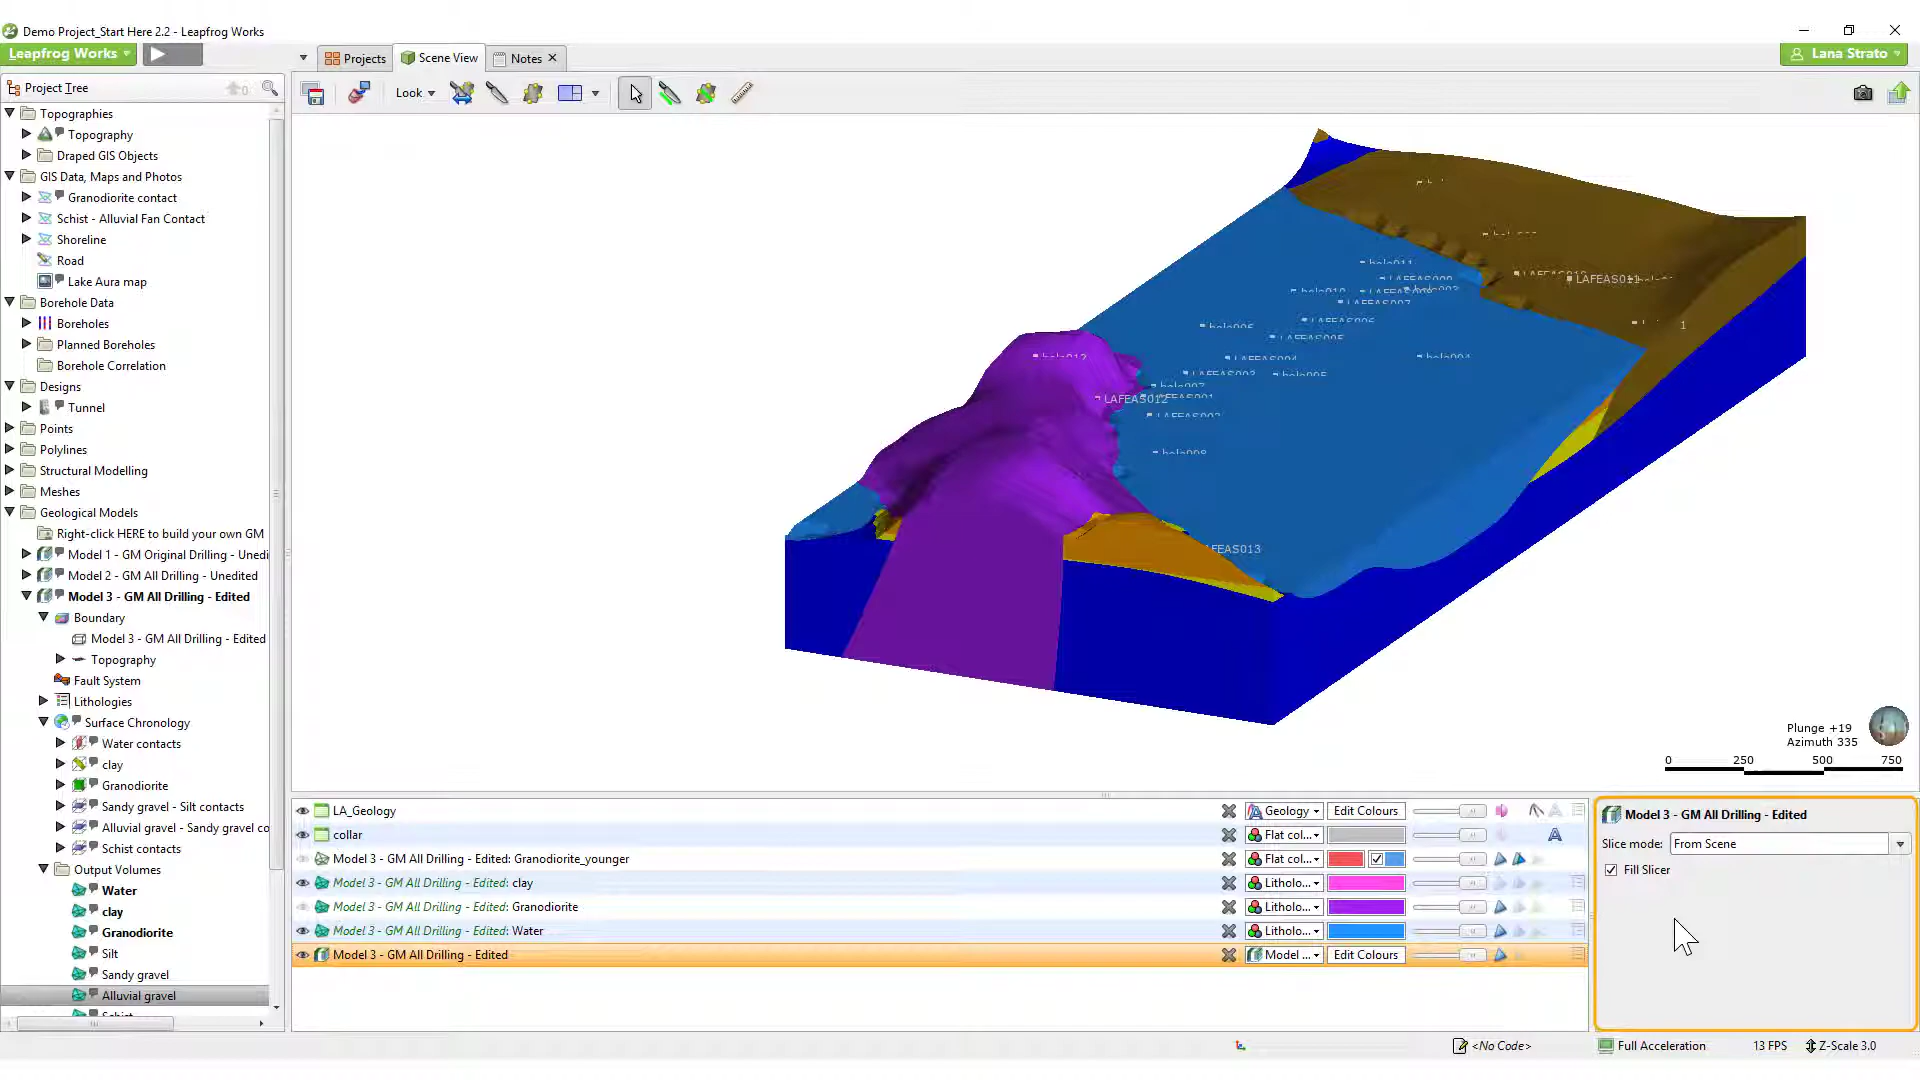 Demo Project_Start Here 2.2 - Leapfrog Works
Leapfrog Works
Projects
Scene View
Notes
Lana Strato
Project Tree
Look
Topographies
Topography
Draped GIS Objects
GIS Data, Maps and Photos
Granodiorite contact
Schist - Alluvial Fan Contact
Shoreline
Road
Lake Aura map
Borehole Data
Boreholes
Planned Boreholes
Borehole Correlation
Designs
Tunnel
Points
Polylines
Structural Modelling
Meshes
Geological Models
Right-click HERE to build your own GM
Model 1 - GM Original Drilling - Unedi
Model 2 - GM All Drilling - Unedited
Model 3 - GM All Drilling - Edited
Boundary
Model 3 - GM All Drilling - Edited
Topography
Fault System
Lithologies
Surface Chronology
Water contacts
clay
Granodiorite
Sandy gravel - Silt contacts
Alluvial gravel - Sandy gravel co
Schist contacts
Output Volumes
Water
clay
Granodiorite
Silt
Sandy gravel
Alluvial gravel
LAFEAS011
LAFEAS012
Plunge +19
Azimuth 335
0 250 500 750
LA_Geology Geology Edit Colours
collar Flat col...
Model 3 - GM All Drilling - Edited: Granodiorite_younger Flat col...
Model 3 - GM All Drilling - Edited: clay Litholo...
Model 3 - GM All Drilling - Edited: Granodiorite Litholo...
Model 3 - GM All Drilling - Edited: Water Litholo...
Model 3 - GM All Drilling - Edited Model ... Edit Colours
Model 3 - GM All Drilling - Edited
Slice mode: From Scene
Fill Slicer
<No Code>
Full Acceleration
13 FPS
Z-Scale 3.0